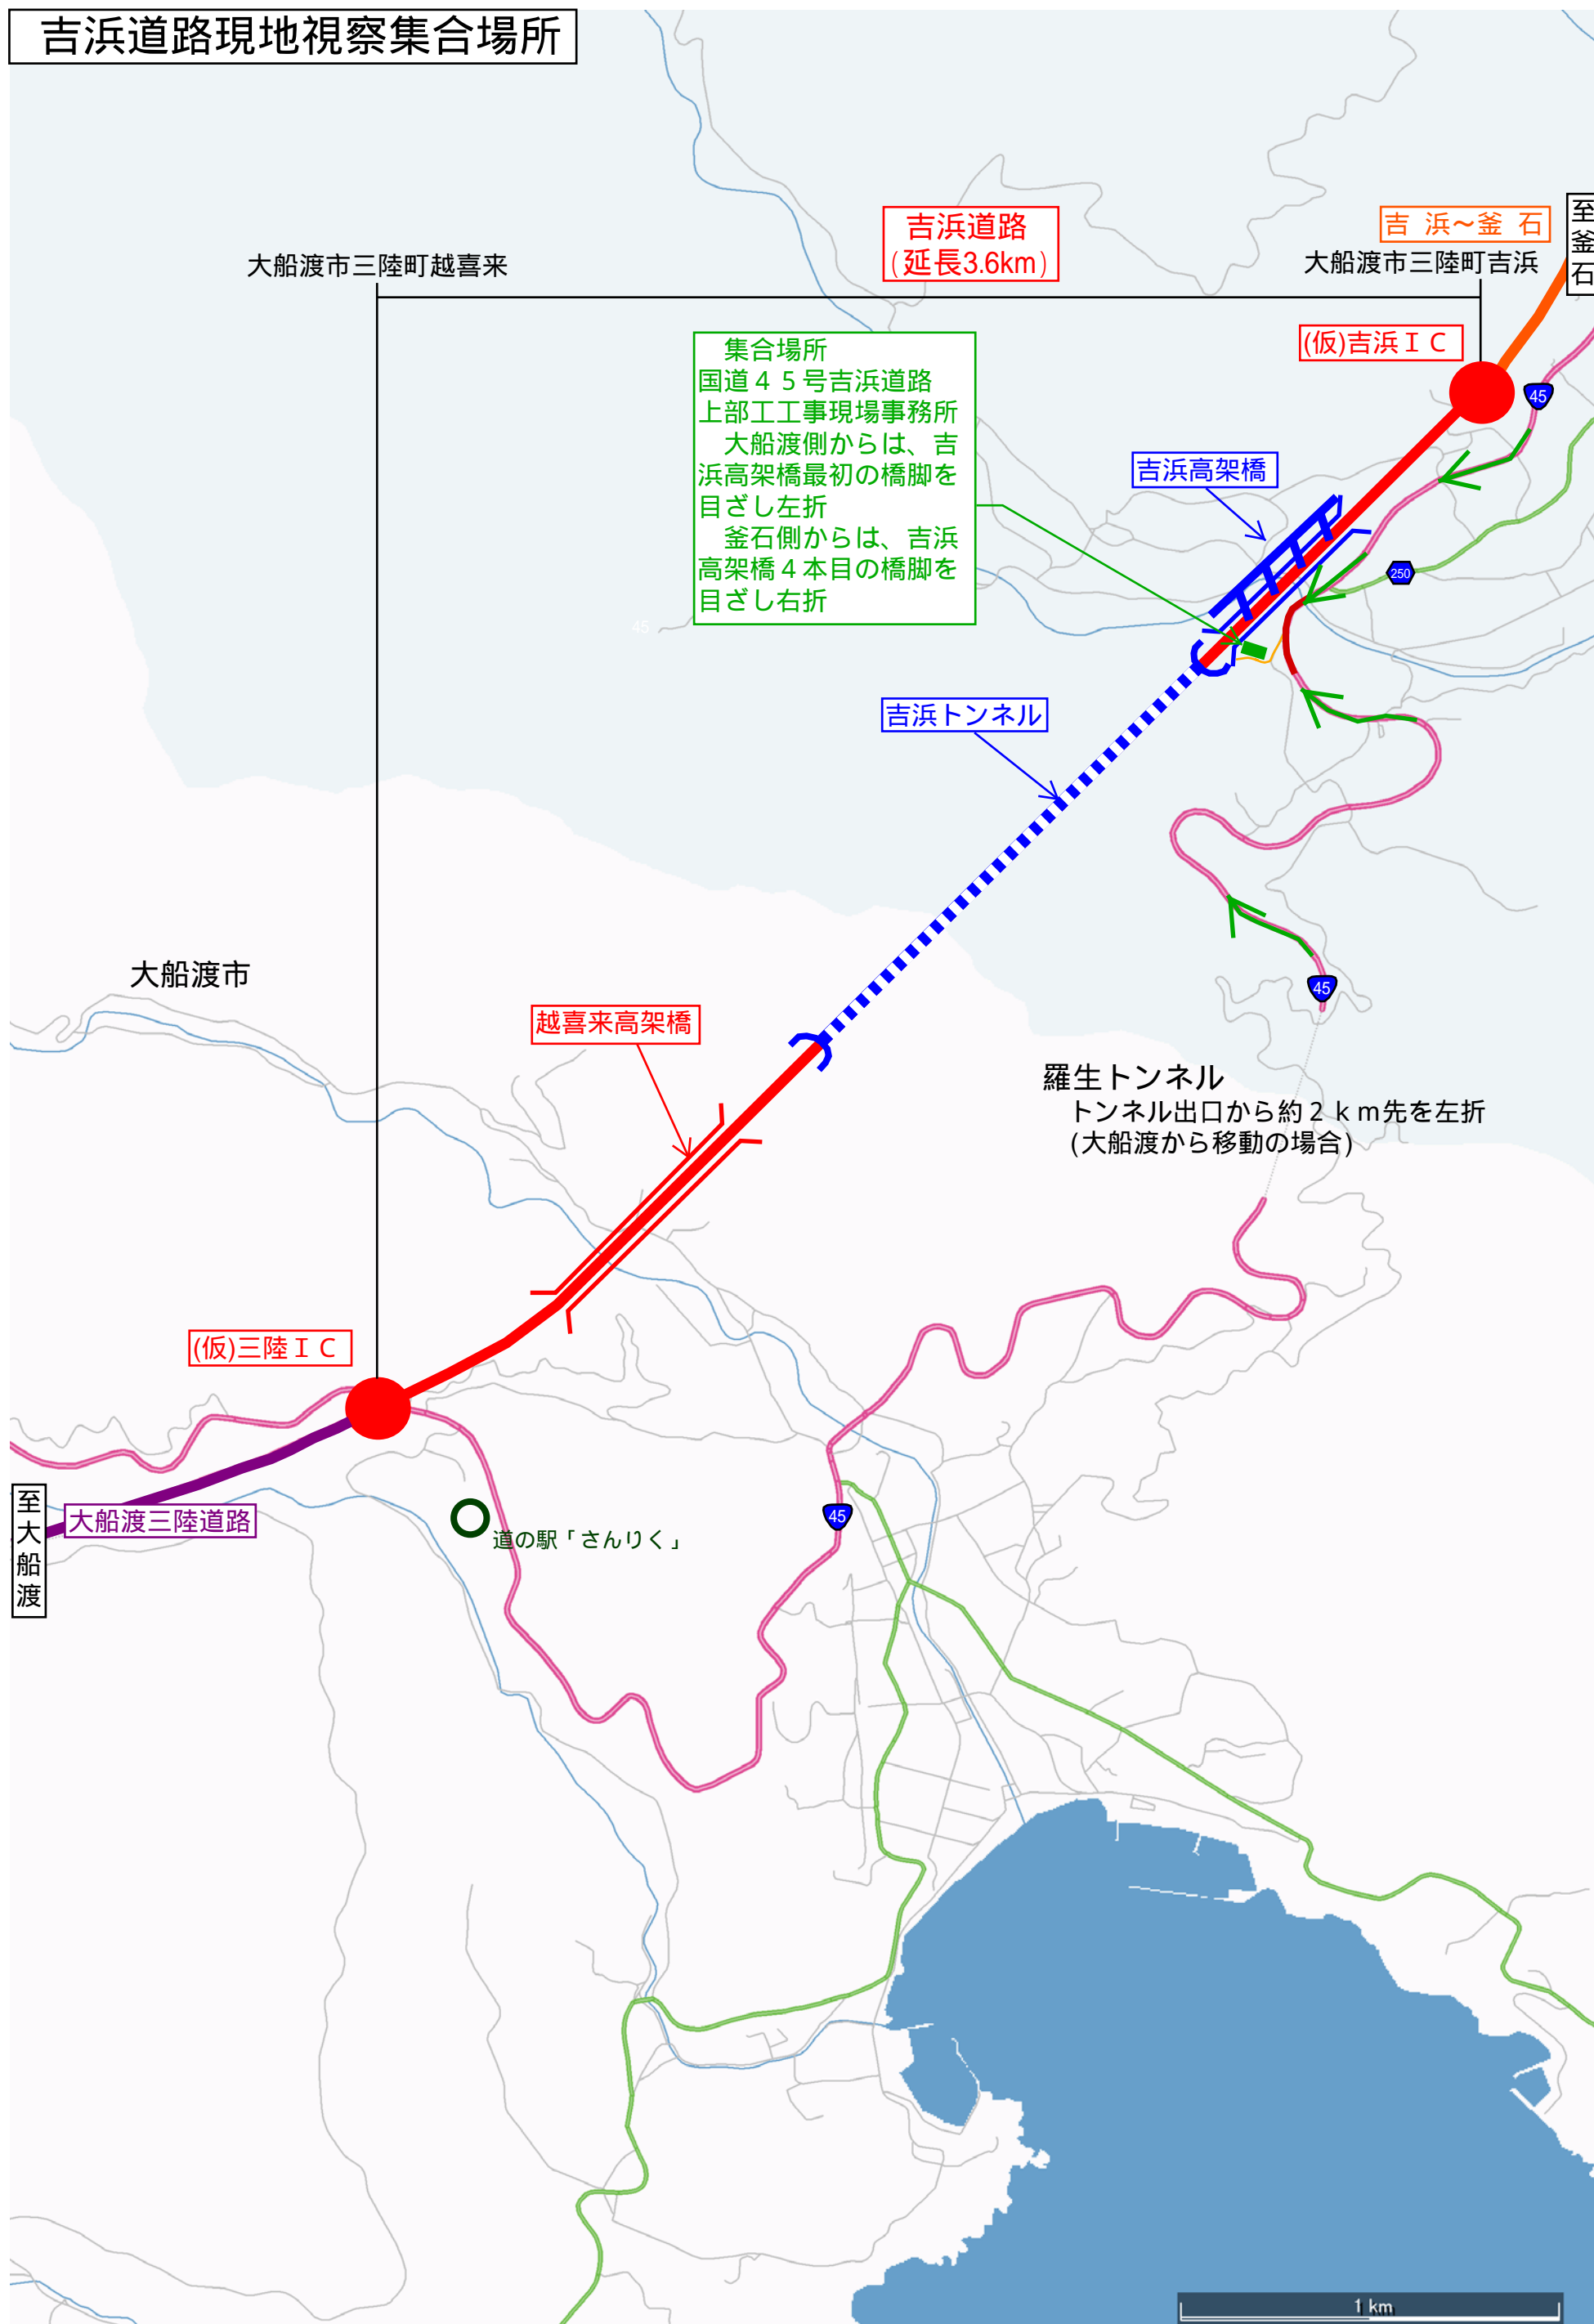 吉浜道路現地視察集合場所
吉浜道路
(延長3.6km)
吉 浜～釜 石
至釜石
大船渡市三陸町越喜来
大船渡市三陸町吉浜
(仮)吉浜ＩＣ
集合場所
国道４５号吉浜道路
上部工工事現場事務所
大船渡側からは、吉
浜高架橋最初の橋脚を
目ざし左折
釜石側からは、吉浜
高架橋４本目の橋脚を
目ざし右折
45
吉浜高架橋
250
45
吉浜トンネル
大船渡市
45
越喜来高架橋
羅生トンネル
トンネル出口から約２ｋｍ先を左折
(大船渡から移動の場合)
(仮)三陸ＩＣ
至大船渡
大船渡三陸道路
道の駅「さんりく」
45
1 km